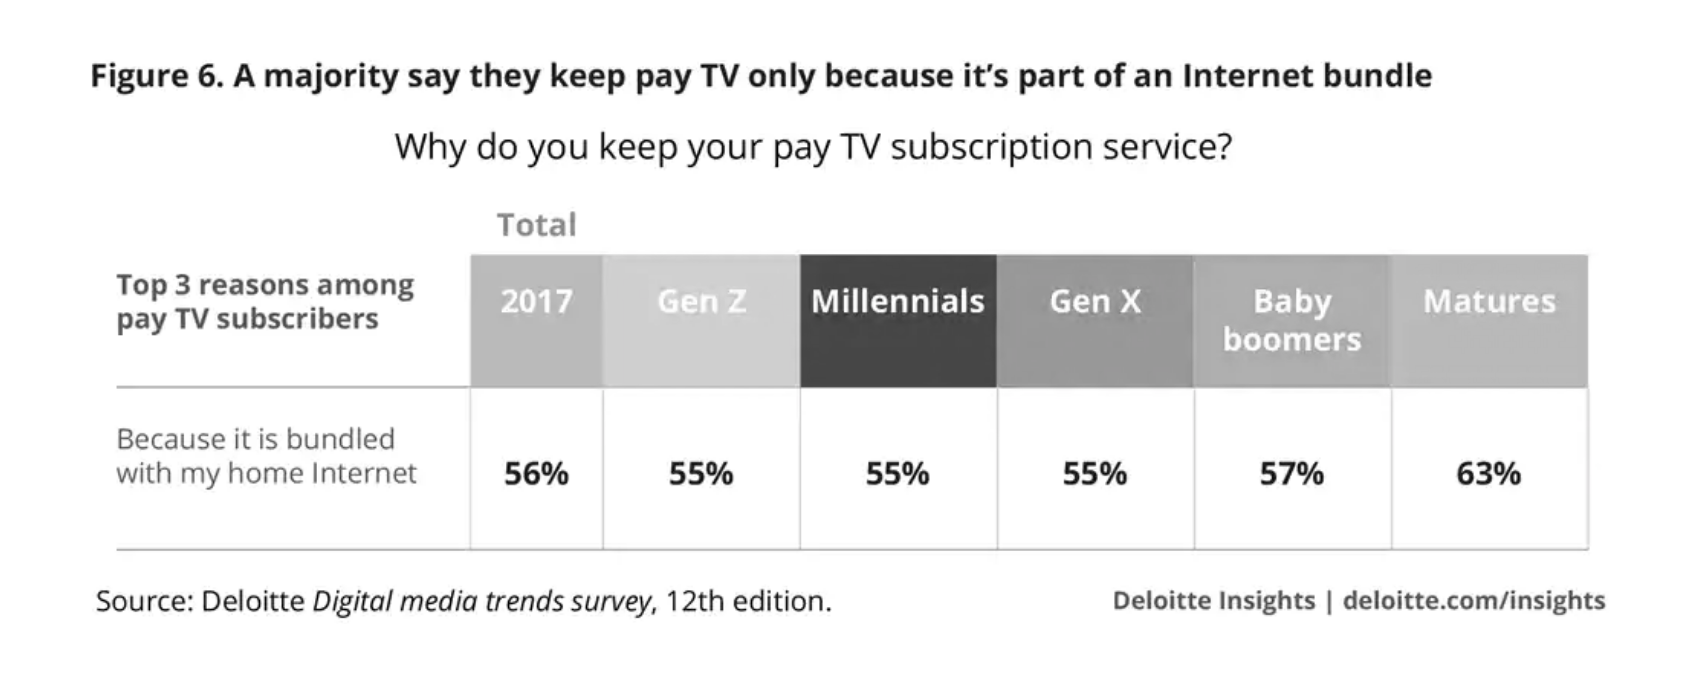 Figure 6. A majority say they keep pay TV only because it’s part of an Internet bundle
Why do you keep your pay TV subscription service?
Total
Top 3 reasons among
pay TV subscribers
2017
Gen Z
Millennials
Gen X
Baby
boomers
Matures
Because it is bundled
with my home Internet
56%
55%
55%
55%
57%
63%
Source: Deloitte Digital media trends survey, 12th edition.
Deloitte Insights | deloitte.com/insights